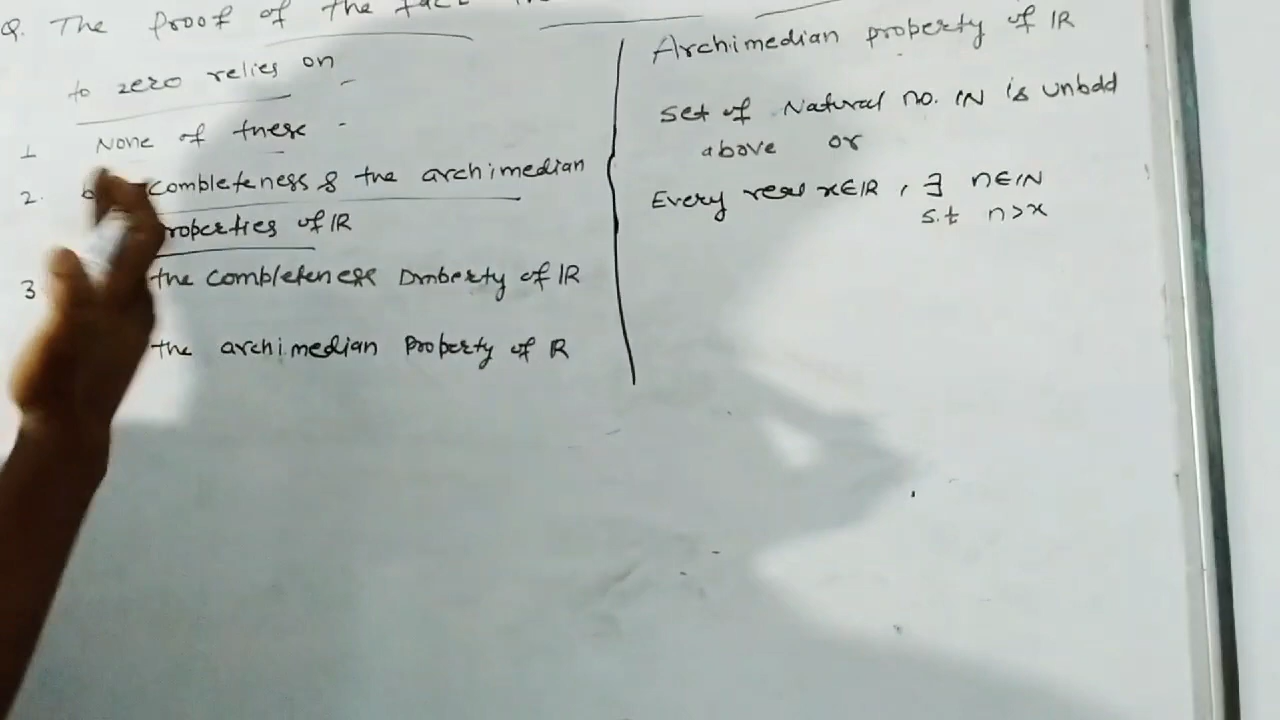 Q. The proof of the fact
to zero relies on
1 None of these
2. completeness & the archimedian
properties of IR
3 the completeness Property of IR
the archimedian Property of IR
Archimedian property of IR
Set of Natural no. IN is unbdd
above or
Every real x∈IR, ∃ n∈IN
s.t n>x